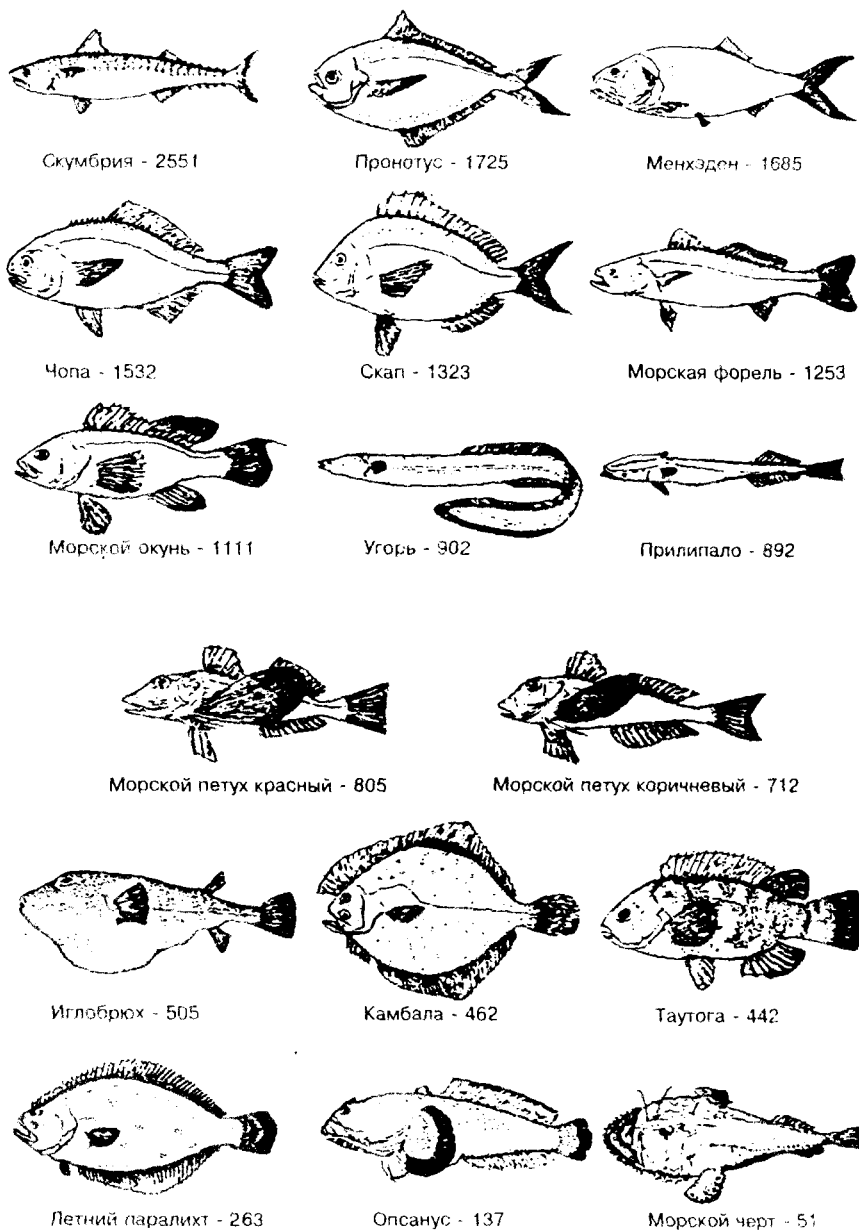 Скумбрия - 2551
Пронотус - 1725
Менхэден - 1685
Чопа - 1532
Скап - 1323
Морская форель - 1253
Морской окунь - 1111
Угорь - 902
Прилипало - 892
Морской петух красный - 805
Морской петух коричневый - 712
Иглобрюх - 505
Камбала - 462
Таутога - 442
Летний паралихт - 263
Опсанус - 137
Морской черт - 51